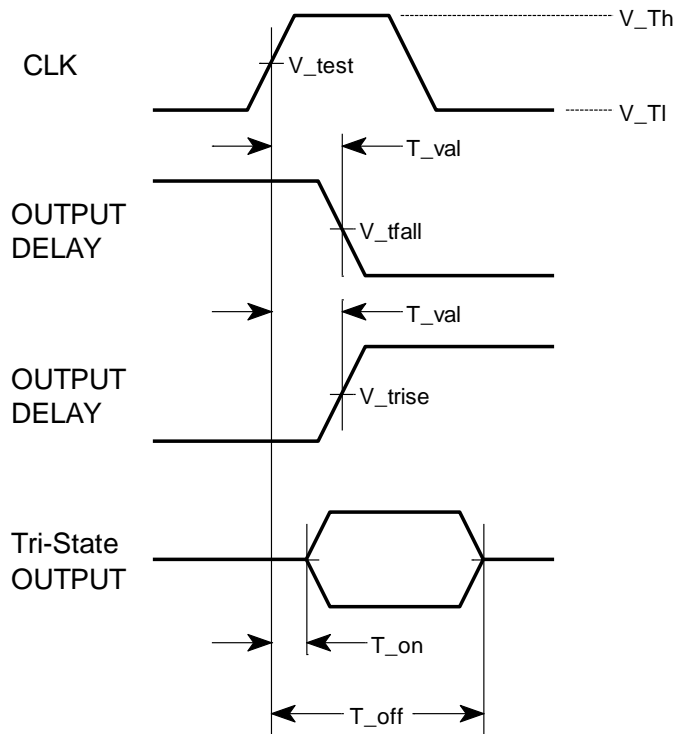 V_Th
CLK
V_test
V_Tl
T_val
OUTPUT
DELAY
V_tfall
T_val
OUTPUT
DELAY
V_trise
Tri-State
OUTPUT
T_on
T_off